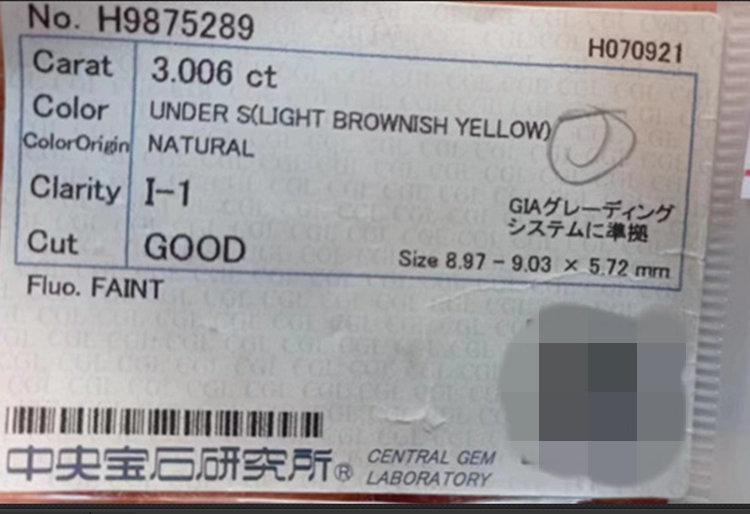 No. H9875289
H070921
Carat 3.006 ct
Color UNDER S(LIGHT BROWNISH YELLOW)
ColorOrigin NATURAL
Clarity I-1
GIAグレーディング
システムに準拠
Cut GOOD
Size 8.97 - 9.03 × 5.72 mm
Fluo. FAINT
中央宝石研究所®
CENTRAL GEM
LABORATORY